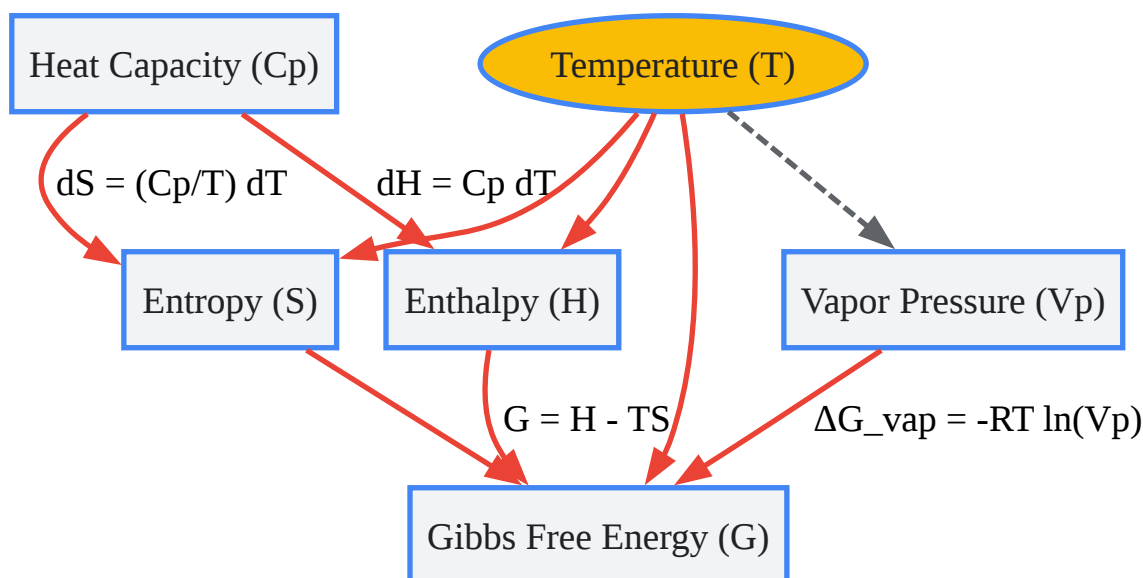 Heat Capacity (Cp)
Temperature (T)
dS = (Cp/T) dT
dH = Cp dT
Entropy (S)
Enthalpy (H)
Vapor Pressure (Vp)
G = H - TS
ΔG_vap = -RT ln(Vp)
Gibbs Free Energy (G)